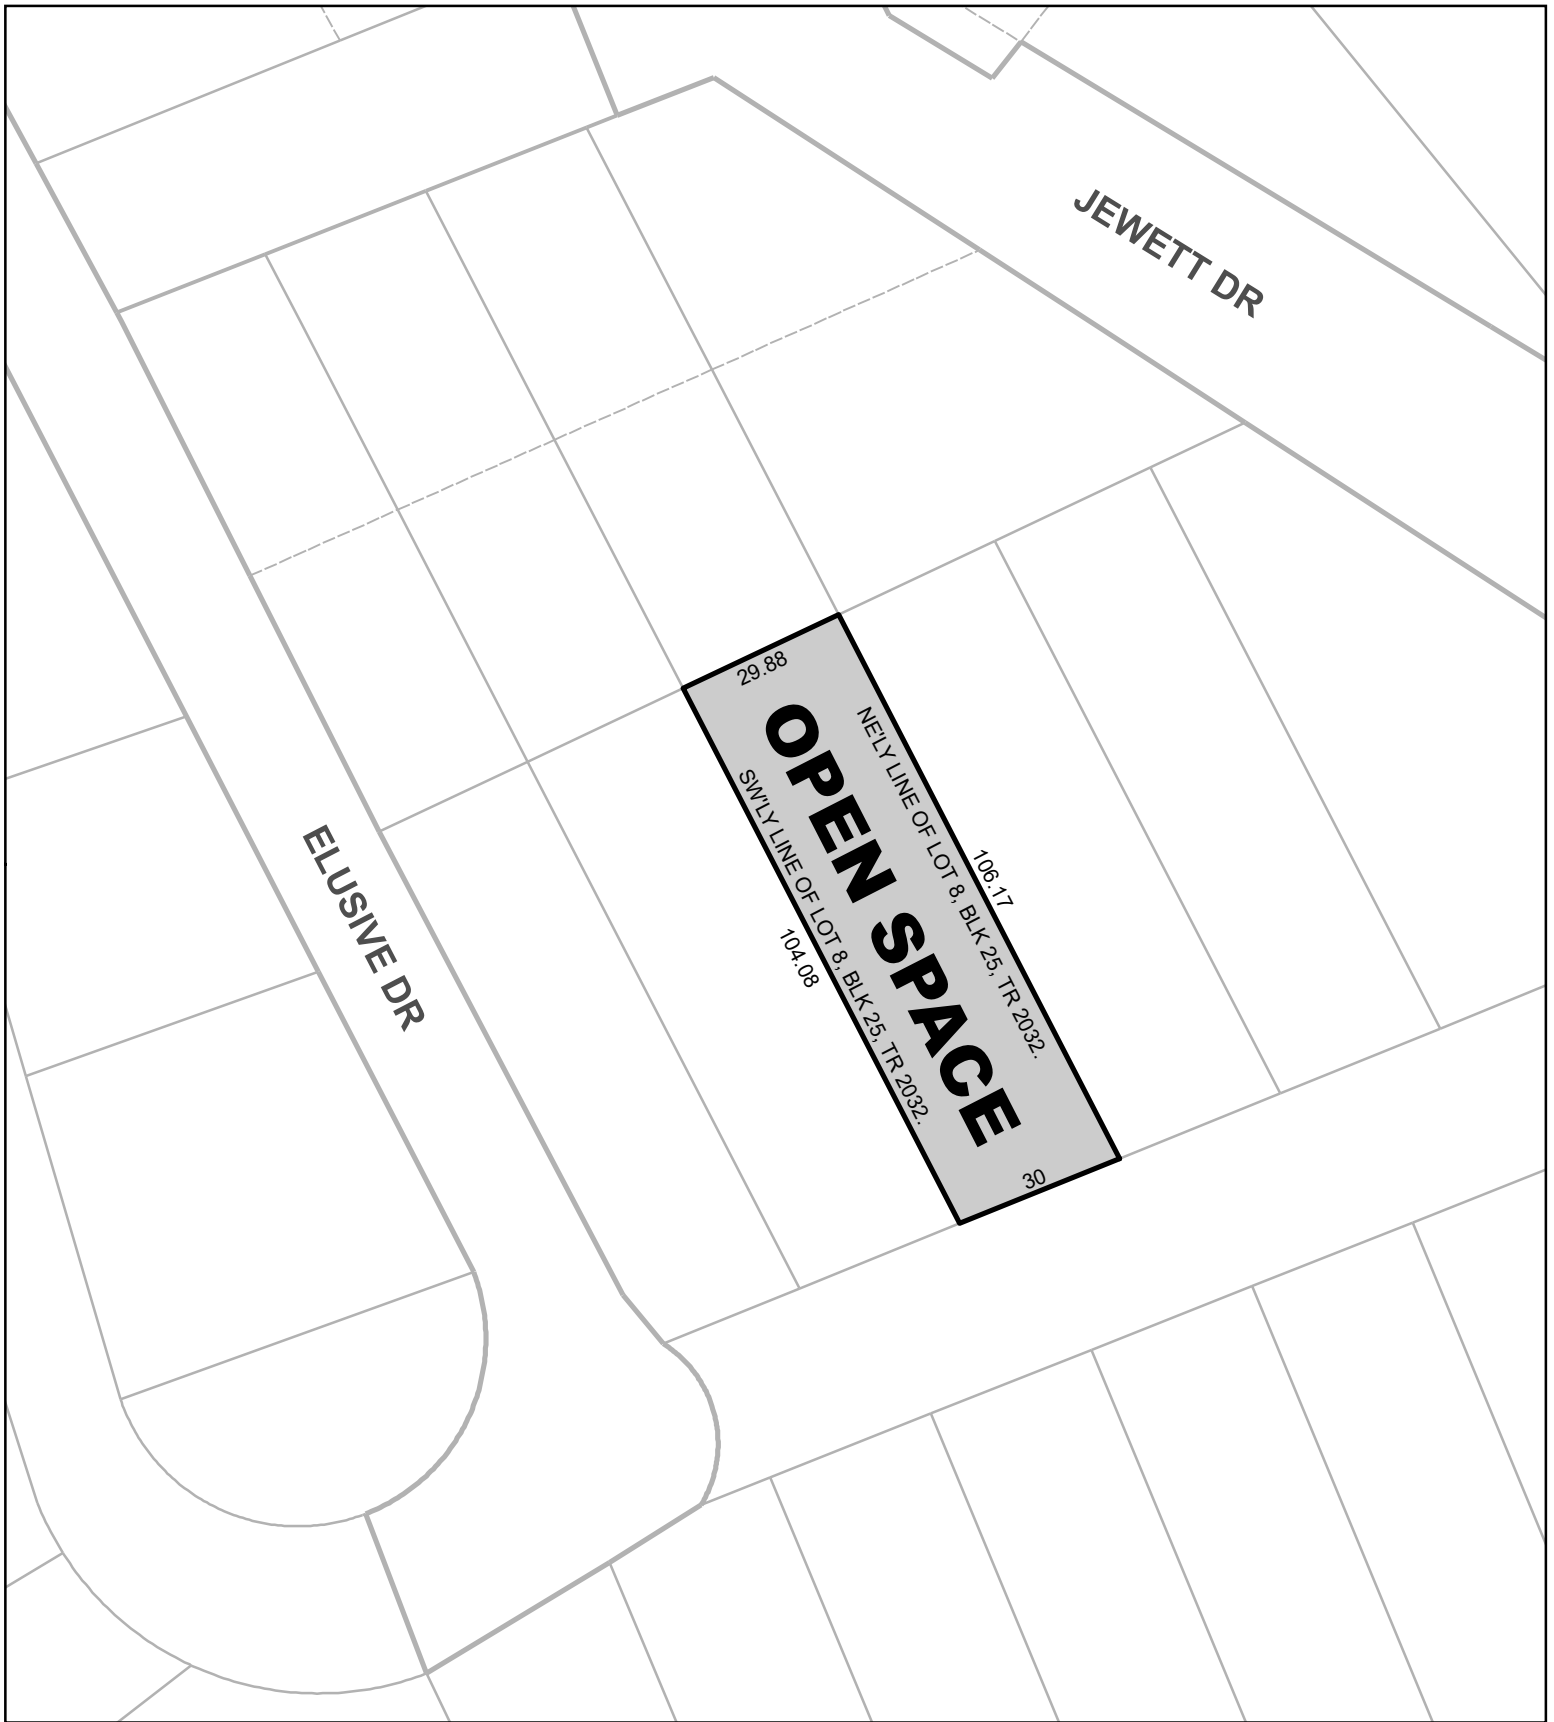 JEWETT DR
29.88
OPEN SPACE
NE'LY LINE OF LOT 8, BLK 25, TR 2032.
SW'LY LINE OF LOT 8, BLK 25, TR 2032.
106.17
104.08
30
ELUSIVE DR